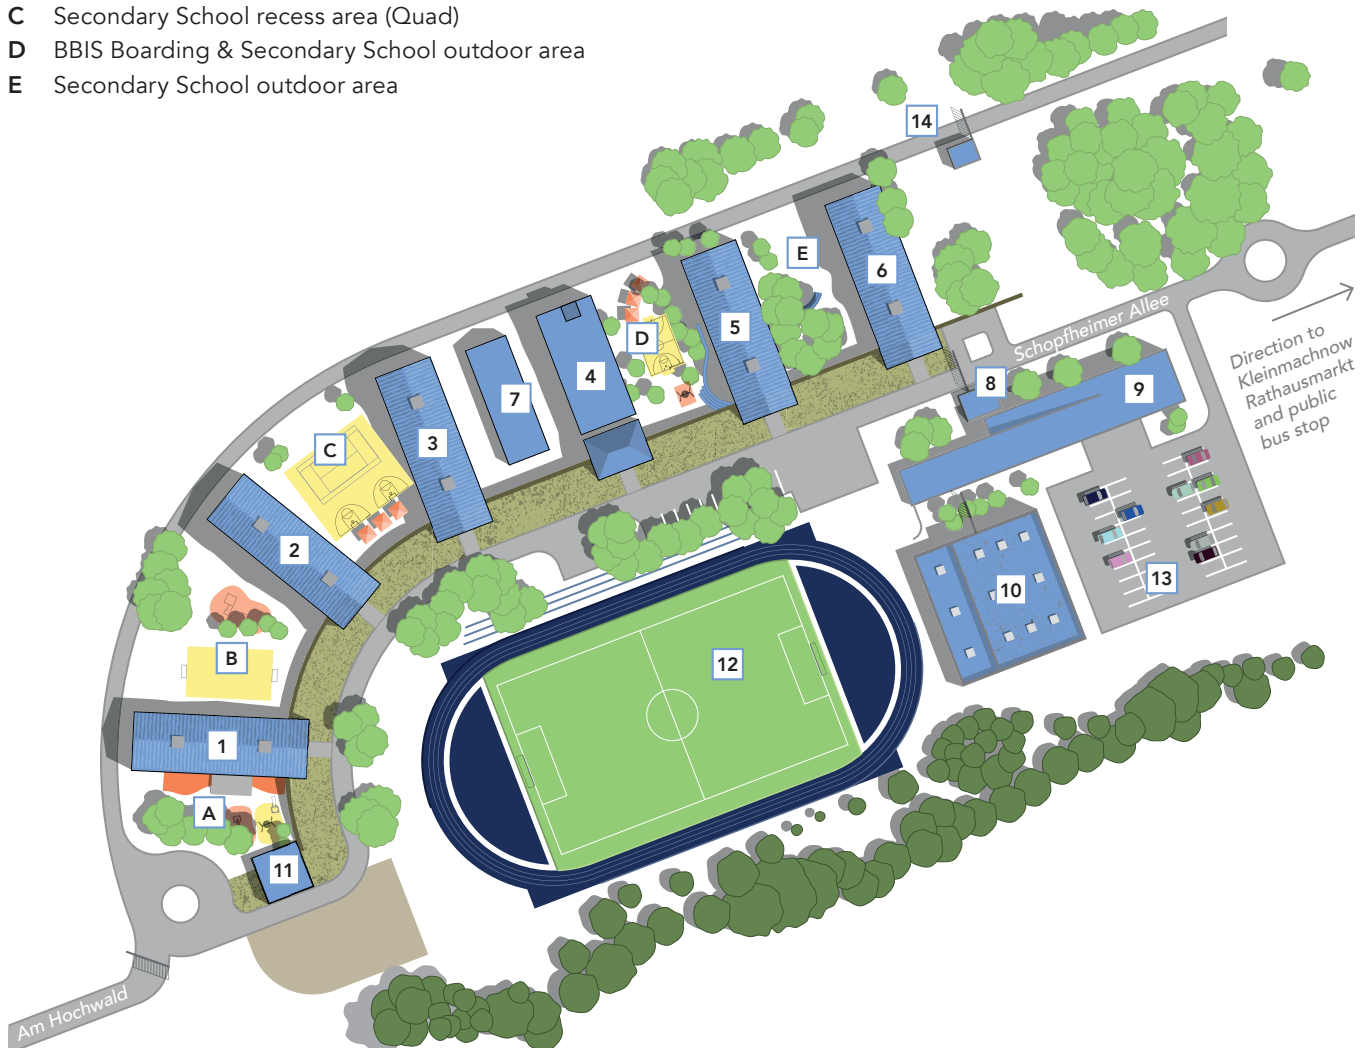 C Secondary School recess area (Quad)
D BBIS Boarding & Secondary School outdoor area
E Secondary School outdoor area
14
E
6
5
D
4
7
3
C
2
B
1
A
11
8
9
10
13
12
Schopfheimer Allee
Direction to
Kleinmachnow
Rathausmarkt
and public
bus stop
Am Hochwald